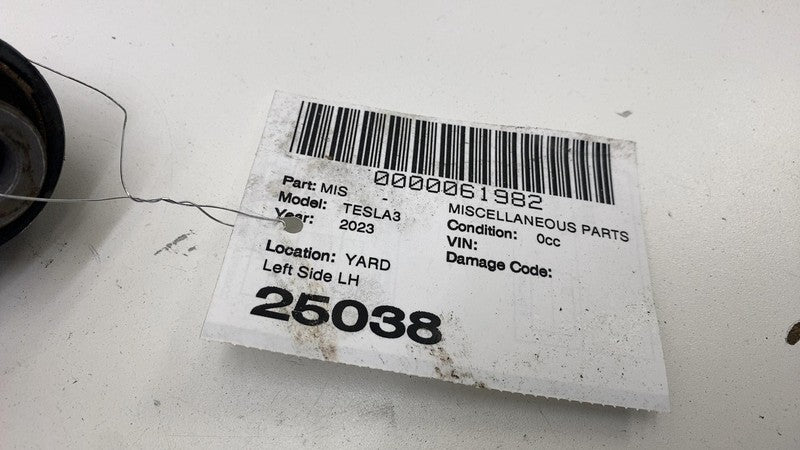 0000061982
Part: MIS - MISCELLANEOUS PARTS
Model: TESLA3
Condition: 0cc
Year: 2023
VIN:
Damage Code:
Location: YARD
Left Side LH
25038